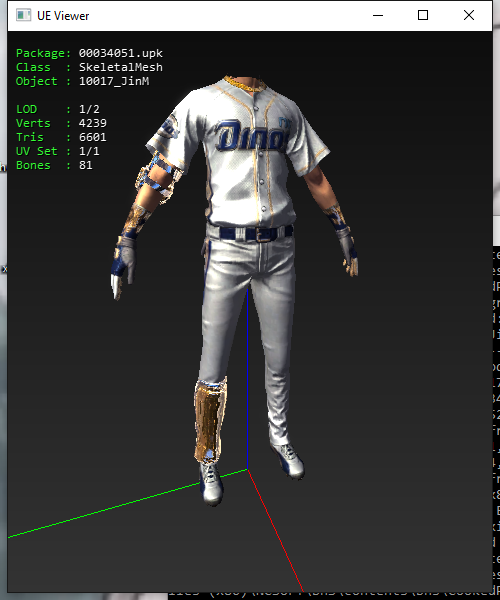 UE Viewer
Package: 00034051.upk
Class : SkeletalMesh
Object : 10017_JinM
LOD : 1/2
Verts : 4239
Tris : 6601
UV Set : 1/1
Bones : 81
Dinos